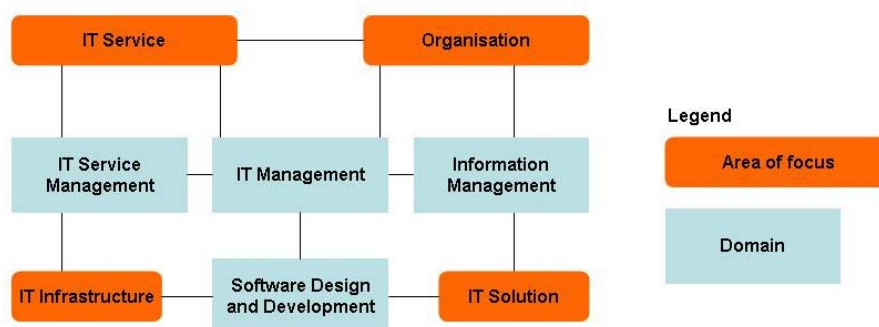 IT Service
Organisation
Legend
IT Service
Management
IT Management
Information
Management
Area of focus
Domain
IT Infrastructure
Software Design
and Development
IT Solution